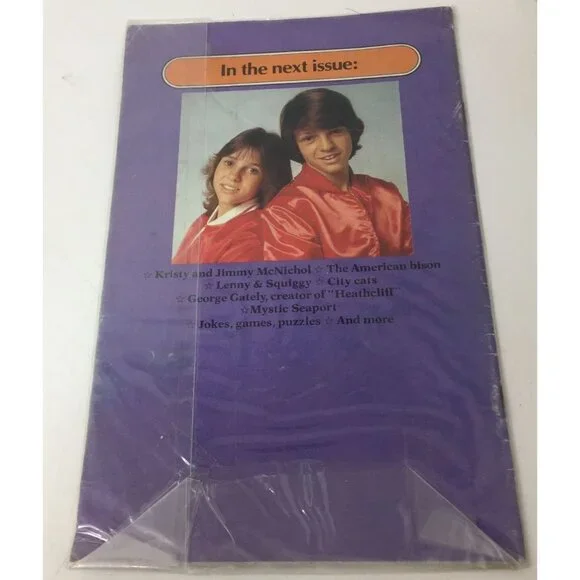 In the next issue:
☆ Kristy and Jimmy McNichol ☆ The American bison
☆ Lenny & Squiggy ☆ City cats
☆ George Gately, creator of "Heathcliff"
☆ Mystic Seaport
☆ Jokes, games, puzzles ☆ And more